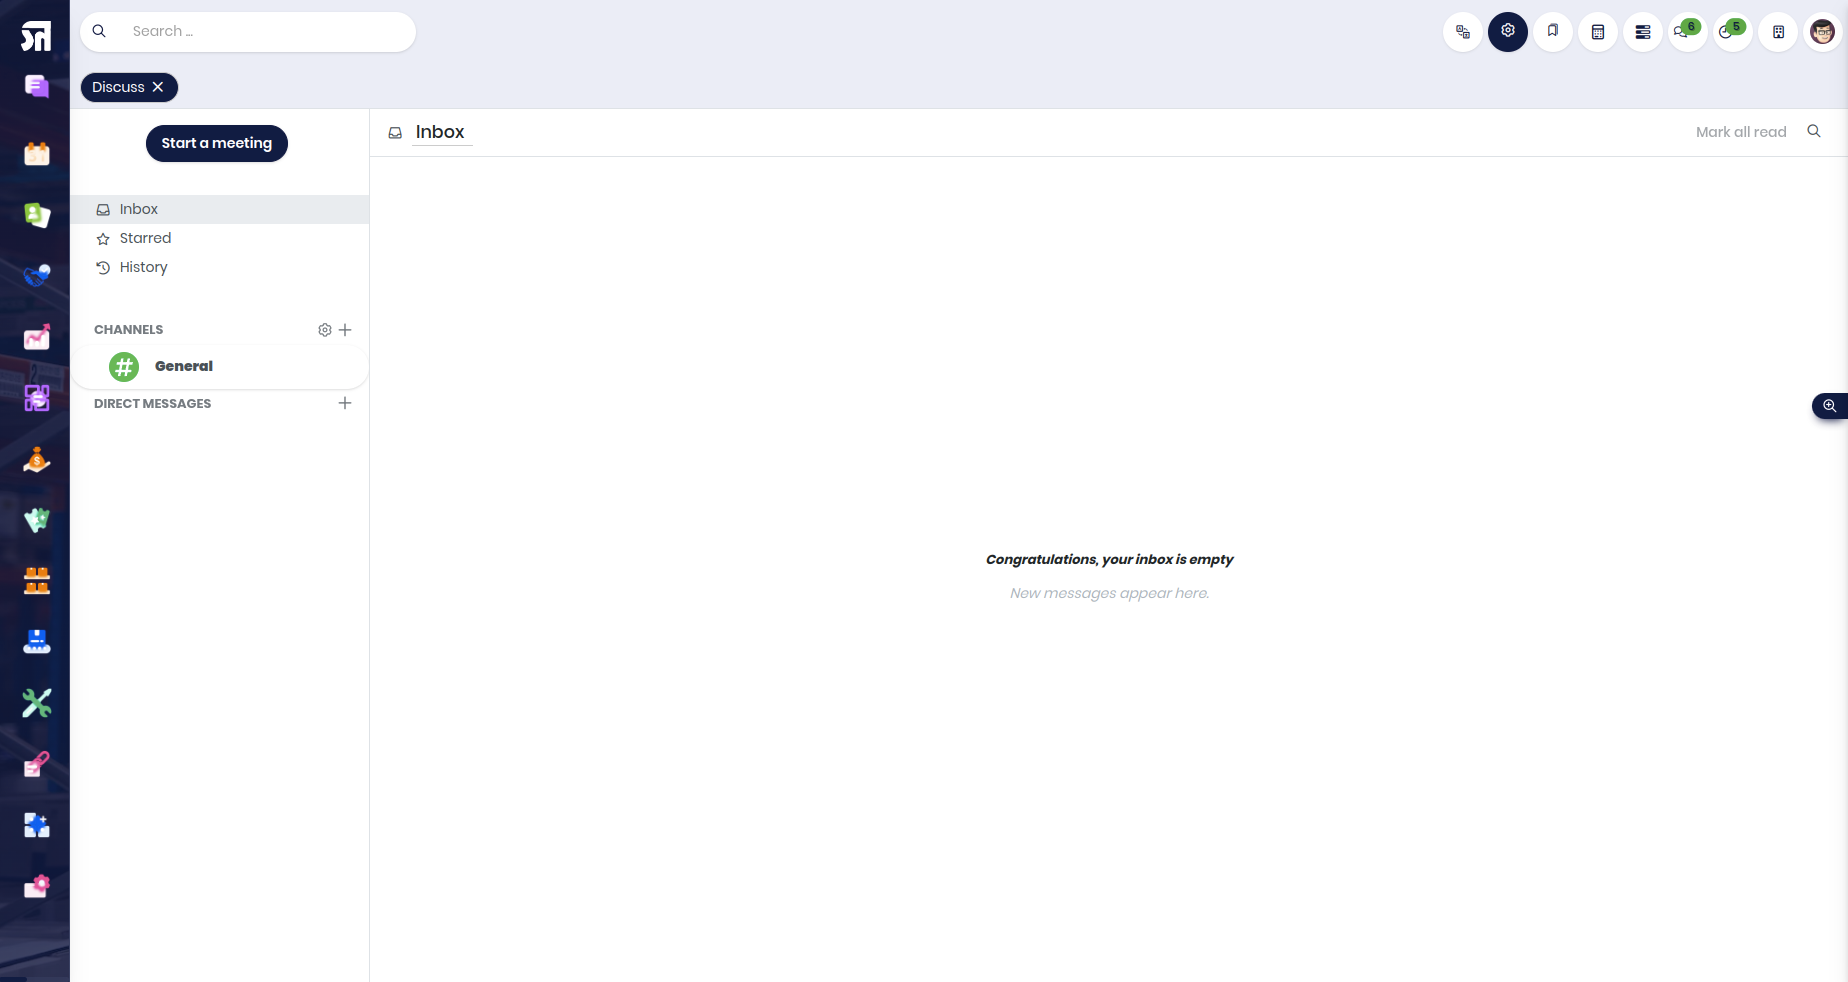 Search ...
6
5
Discuss
Start a meeting
Inbox
Mark all read
Inbox
Starred
History
CHANNELS
General
DIRECT MESSAGES
Congratulations, your inbox is empty
New messages appear here.